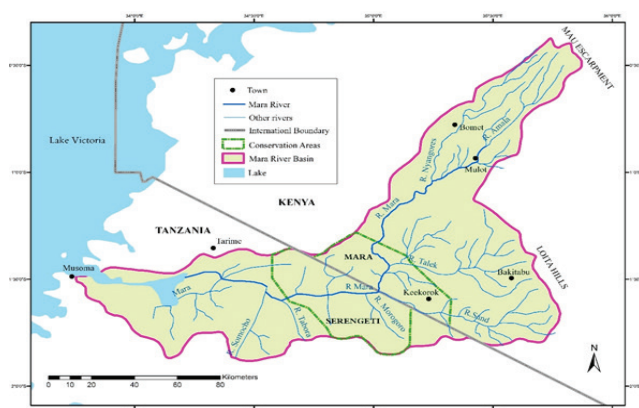 MAU ESCARPMENT
Town
Mara River
Other rivers
Internationl Boundary
Conservation Areas
Mara River Basin
Lake
Lake Victoria
Bomet
R. Amala
R. Nyangores
Mulot
KENYA
R. Mara
TANZANIA
Tarime
MARA
LOITA HILLS
R. Talek
Musoma
Bakitabu
Mara
R Mara
Keekorok
R. Sand
SERENGETI
R. Tabora
Somocho
Kilometers
0 5 10 20 40 60 80
N